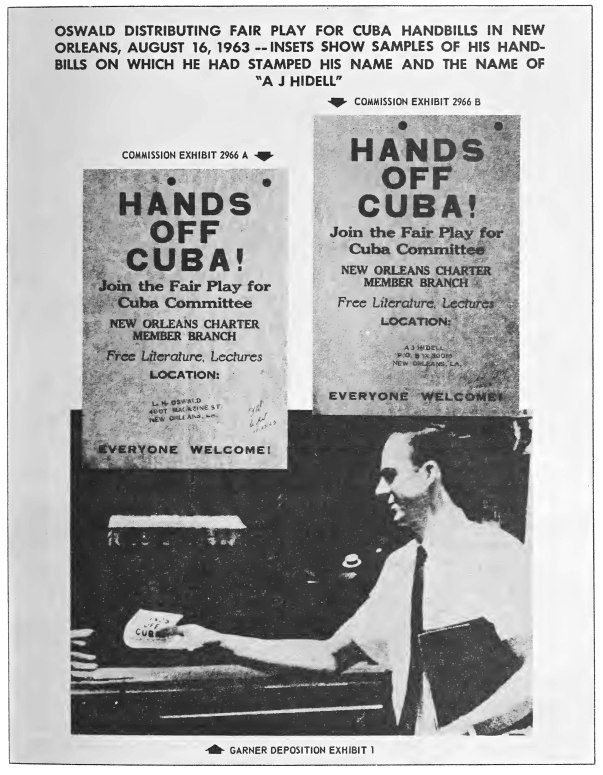 OSWALD DISTRIBUTING FAIR PLAY FOR CUBA HANDBILLS IN NEW
ORLEANS, AUGUST 16, 1963 -- INSETS SHOW SAMPLES OF HIS HAND-
BILLS ON WHICH HE HAD STAMPED HIS NAME AND THE NAME OF
"A J HIDELL"
COMMISSION EXHIBIT 2966 B
COMMISSION EXHIBIT 2966 A
HANDS
OFF
CUBA!
Join the Fair Play for
Cuba Committee
NEW ORLEANS CHARTER
MEMBER BRANCH
Free Literature, Lectures
LOCATION:
L. H. OSWALD
4907 MAGAZINE ST
NEW ORLEANS, LA.
EVERYONE WELCOME!
HANDS
OFF
CUBA!
Join the Fair Play for
Cuba Committee
NEW ORLEANS CHARTER
MEMBER BRANCH
Free Literature, Lectures
LOCATION:
A J HIDELL
P.O. BOX 30016
NEW ORLEANS, LA.
EVERYONE WELCOME!
HANDS
OFF
CUBA
GARNER DEPOSITION EXHIBIT 1